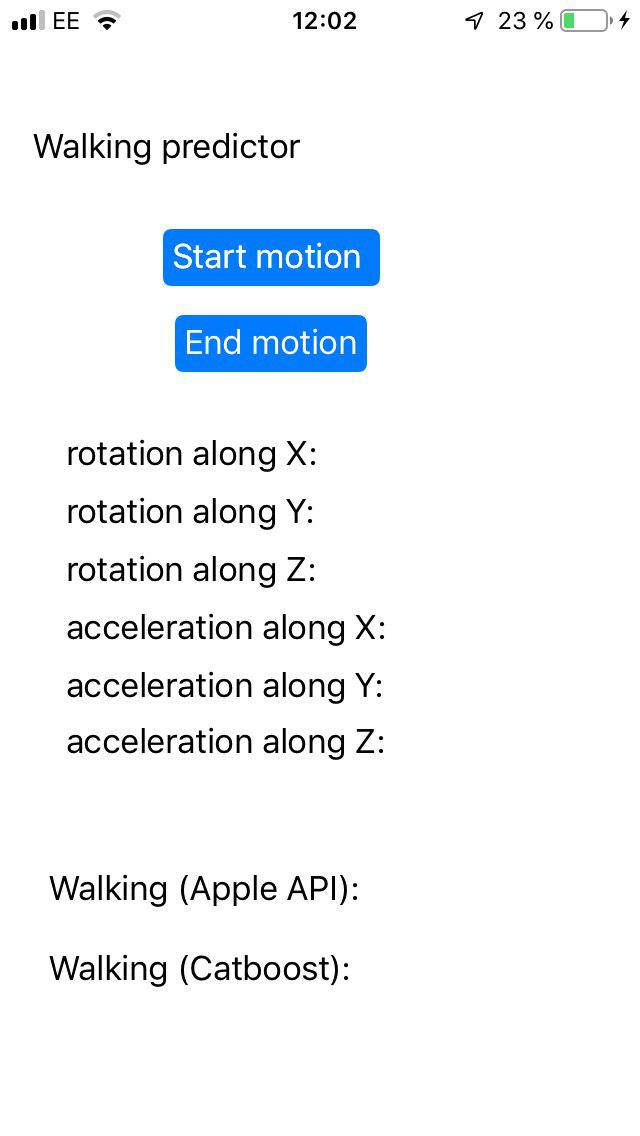 EE 12:02 23 %
Walking predictor
Start motion
End motion
rotation along X:
rotation along Y:
rotation along Z:
acceleration along X:
acceleration along Y:
acceleration along Z:
Walking (Apple API):
Walking (Catboost):